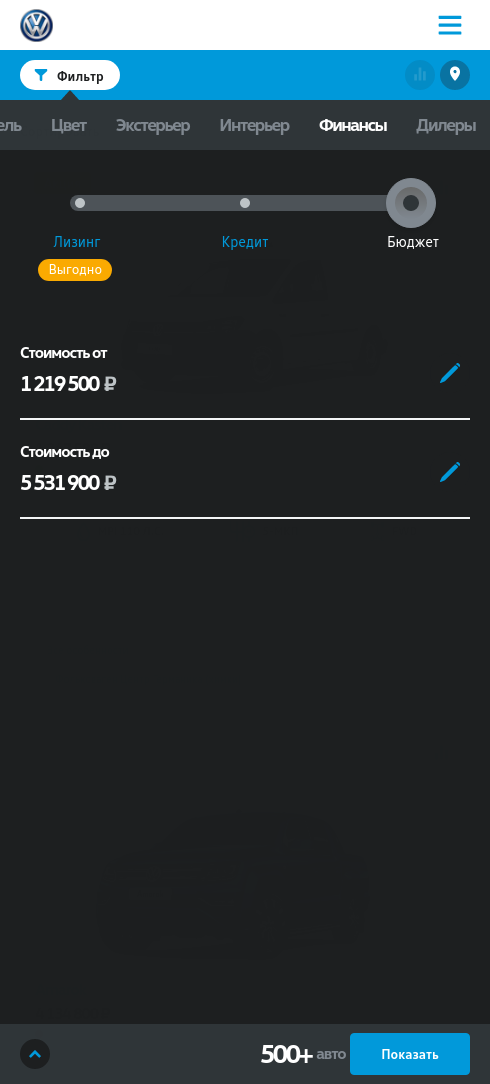 Фильтр
ель Цвет Экстерьер Интерьер Финансы Дилеры
Лизинг Кредит Бюджет
Выгодно
Стоимость от
1 219 500 ₽
Стоимость до
5 531 900 ₽
500+ авто Показать